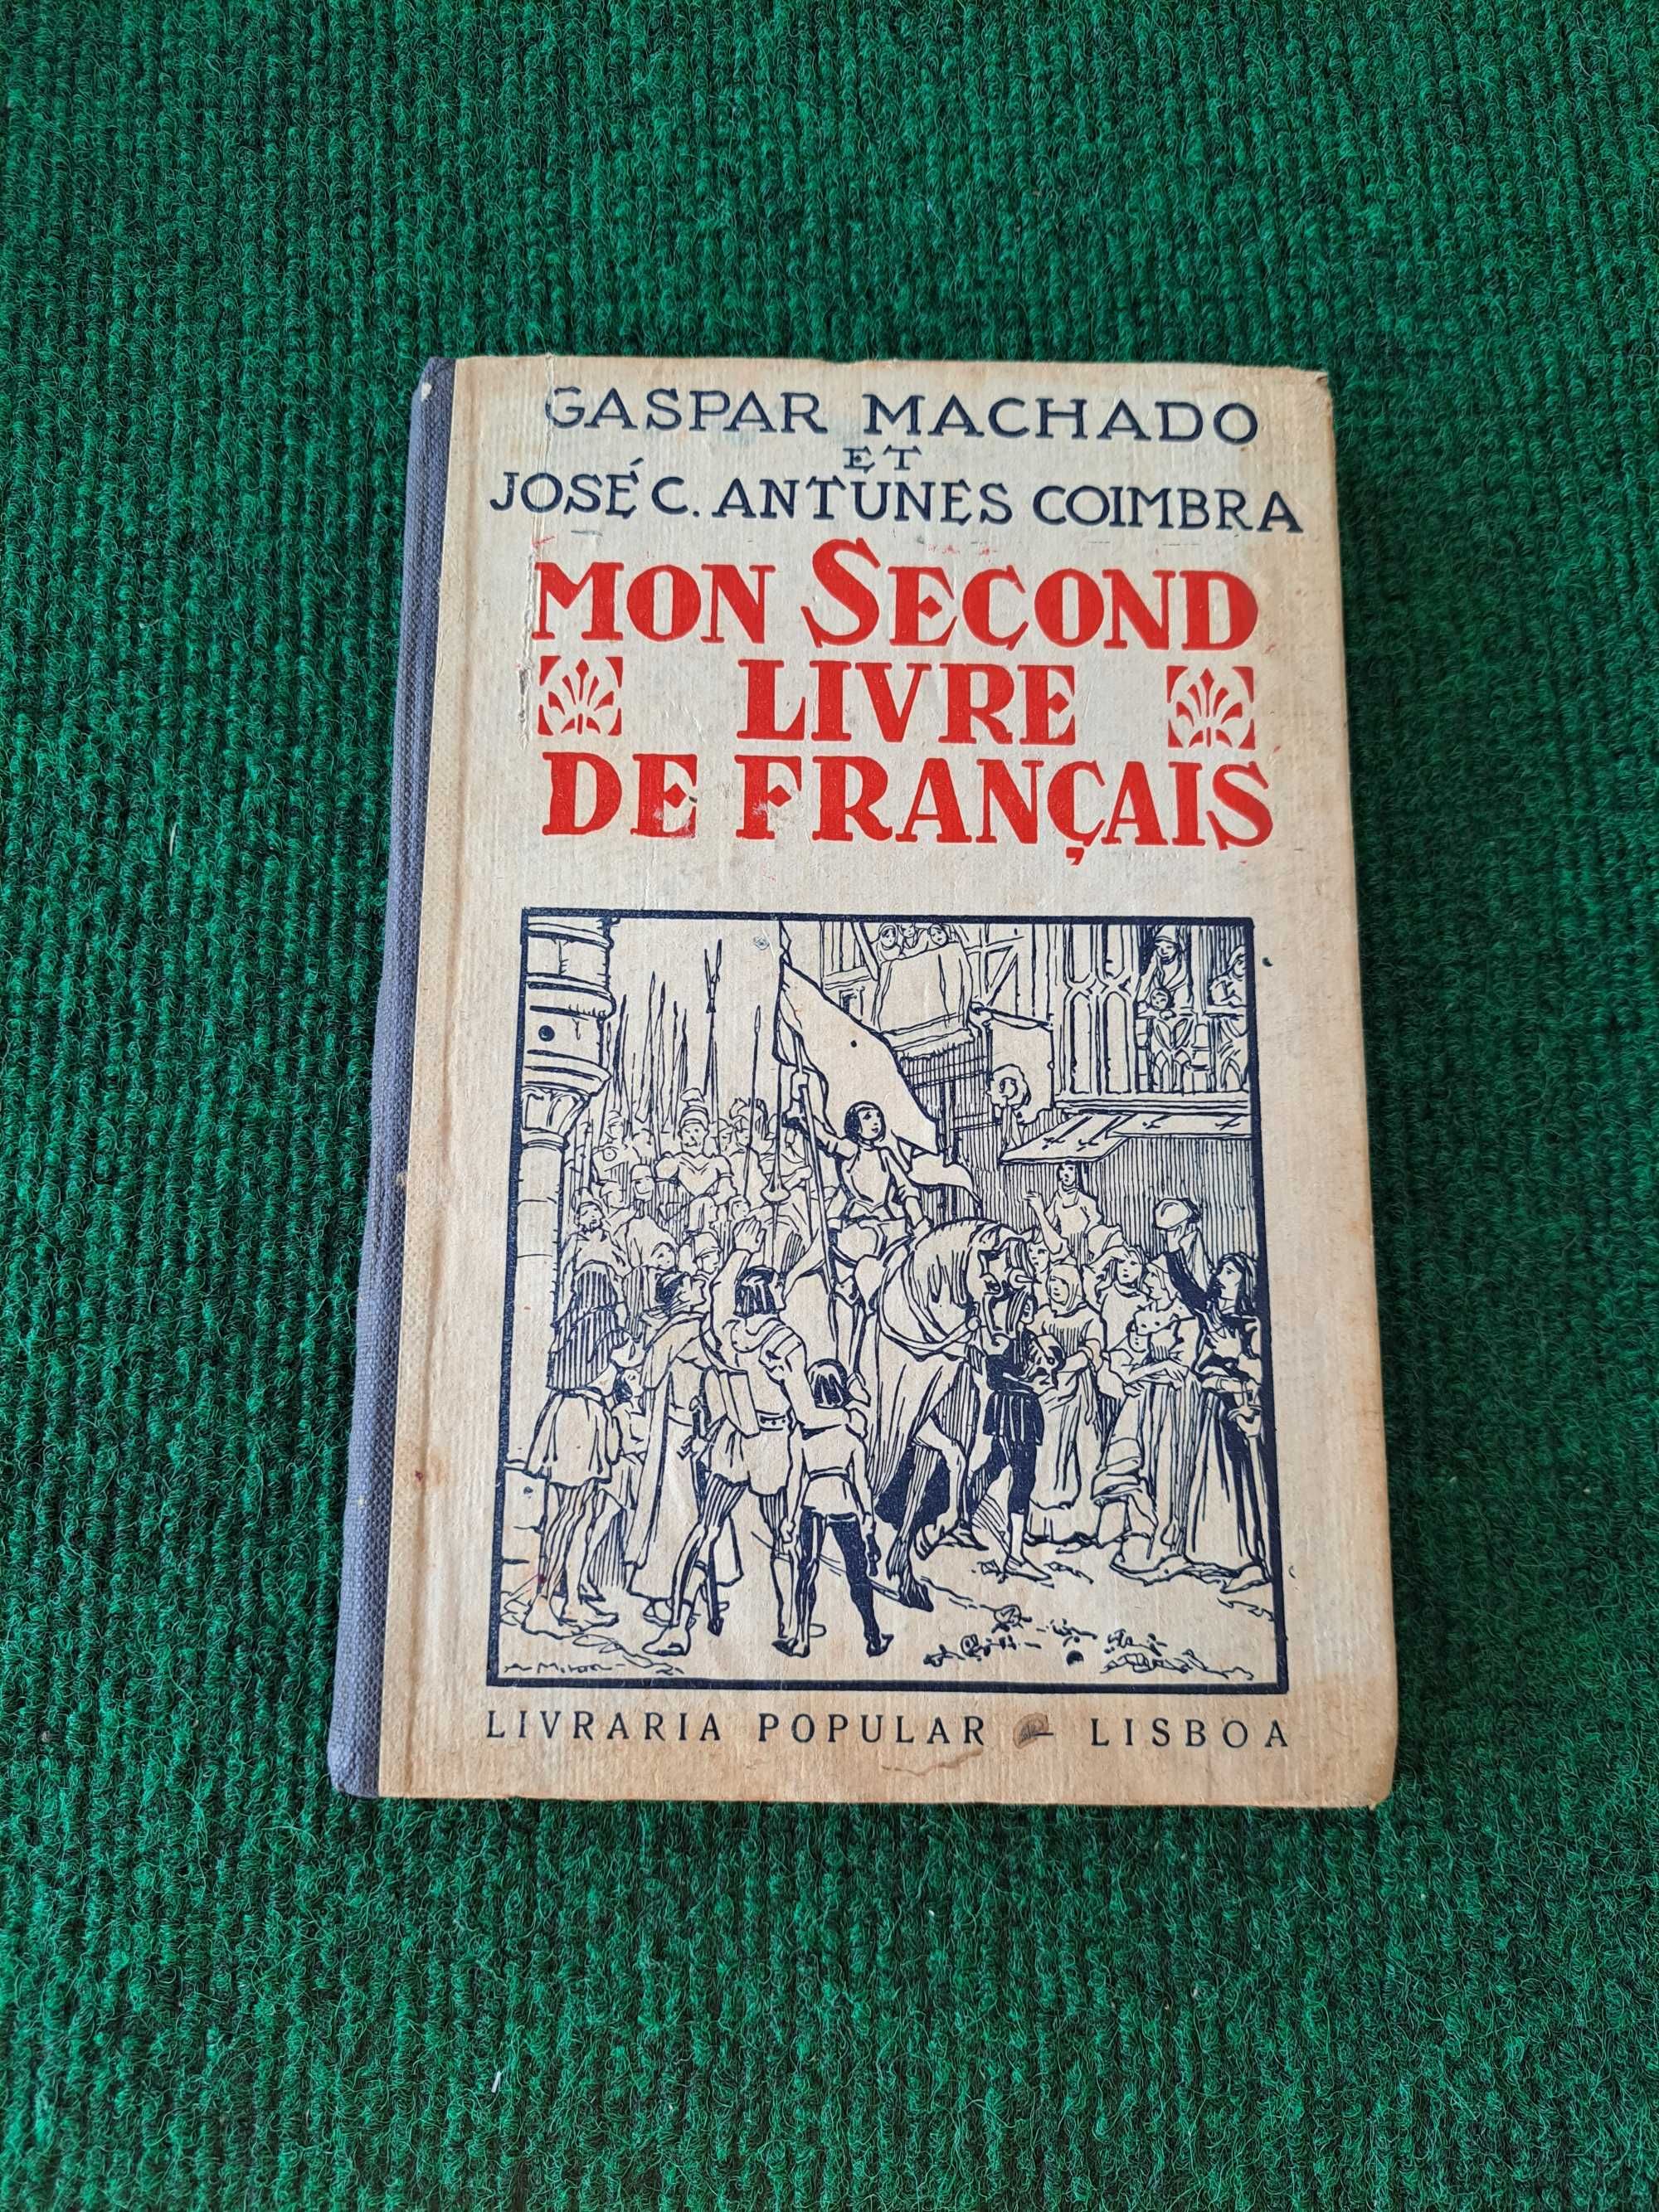 GASPAR MACHADO
ET
JOSÉ C. ANTUNES COIMBRA
MON SECOND
LIVRE
DE FRANÇAIS
LIVRARIA POPULAR – LISBOA